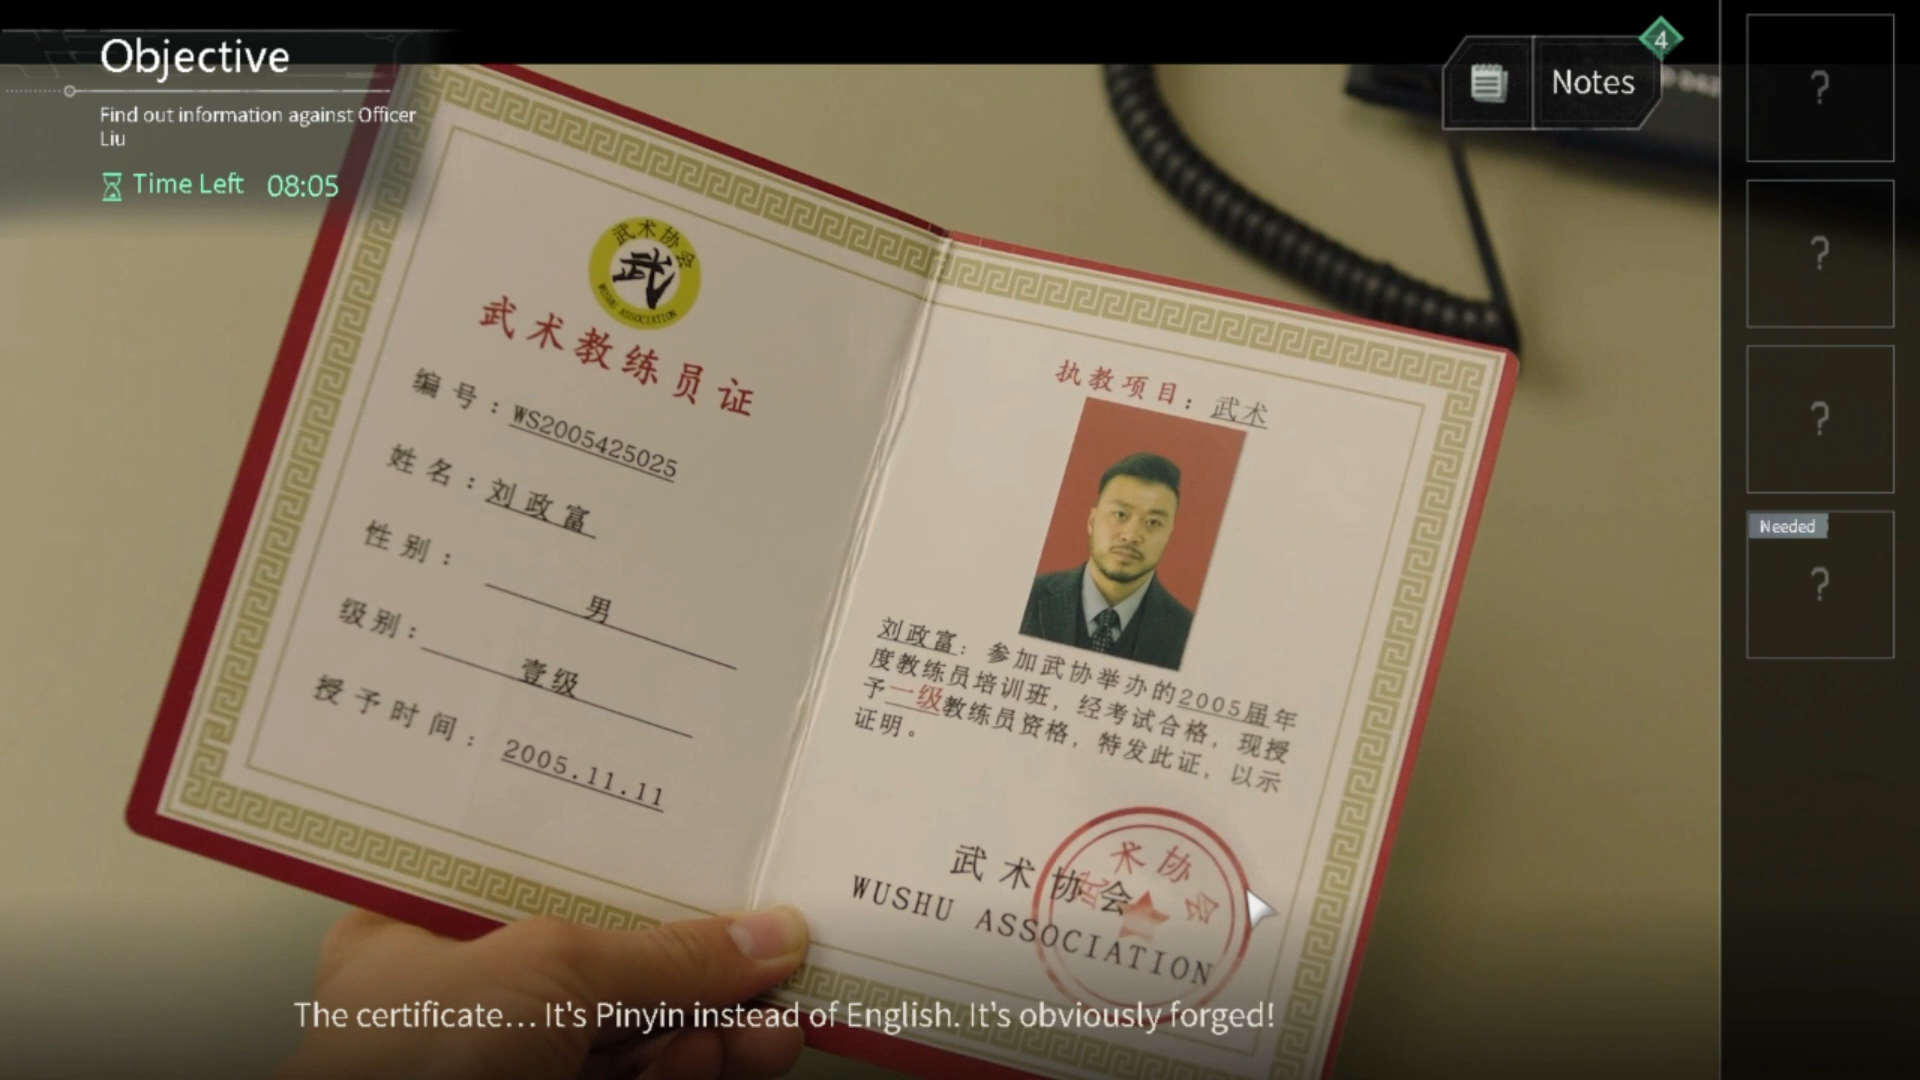 Objective
Find out information against Officer
Liu
Time Left 08:05
4
Notes
?
?
?
Needed
?
武术协会
武
WUSHU ASSOCIATION
武术教练员证
编号：WS2005425025
姓名：刘政富
性别：男
级别：壹级
授予时间：2005.11.11
执教项目：武术
刘政富：参加武协举办的2005届年
度教练员培训班，经考试合格，现授
予一级教练员资格，特发此证，以示
证明。
武术协会
WUSHU ASSOCIATION
武术协会
The certificate... It's Pinyin instead of English. It's obviously forged!